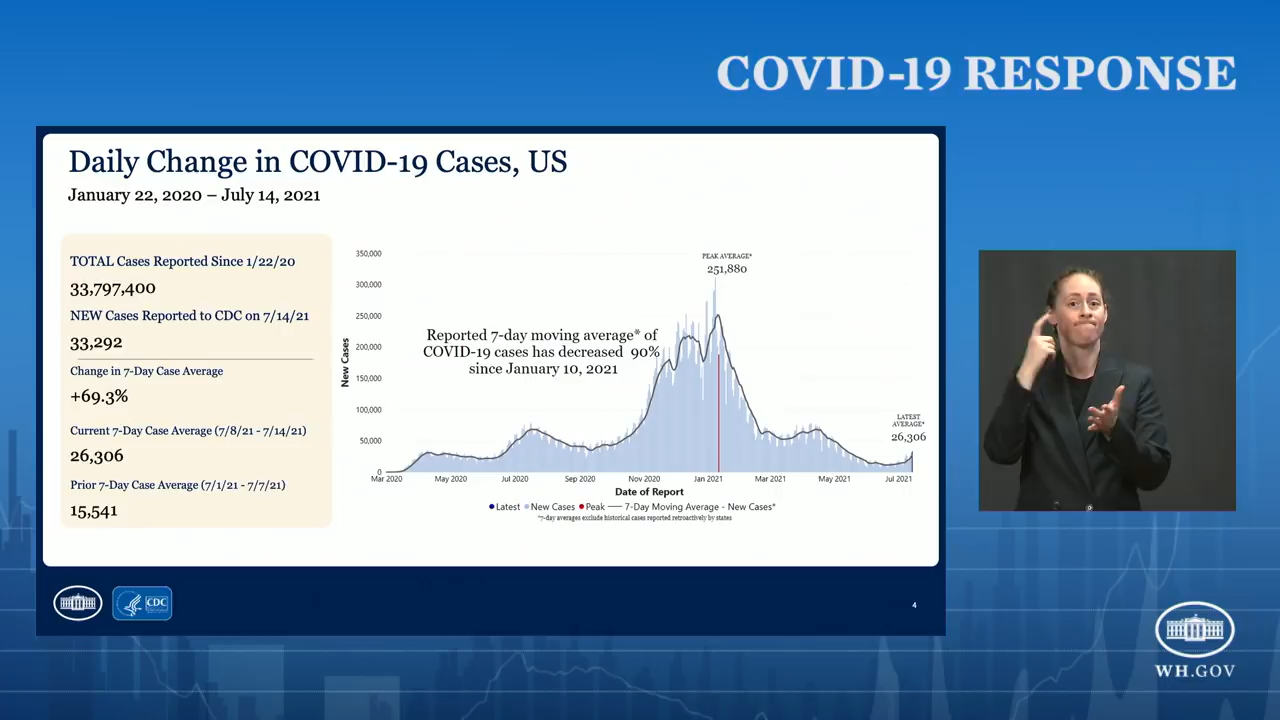 COVID-19 RESPONSE
Daily Change in COVID-19 Cases, US
January 22, 2020 – July 14, 2021
TOTAL Cases Reported Since 1/22/20
33,797,400
NEW Cases Reported to CDC on 7/14/21
33,292
Change in 7-Day Case Average
+69.3%
Current 7-Day Case Average (7/8/21 - 7/14/21)
26,306
Prior 7-Day Case Average (7/1/21 - 7/7/21)
15,541
350,000
300,000
250,000
200,000
150,000
100,000
50,000
0
New Cases
Reported 7-day moving average* of
COVID-19 cases has decreased 90%
since January 10, 2021
PEAK AVERAGE*
251,880
LATEST
AVERAGE*
26,306
Mar 2020 May 2020 Jul 2020 Sep 2020 Nov 2020 Jan 2021 Mar 2021 May 2021 Jul 2021
Date of Report
Latest New Cases Peak 7-Day Moving Average - New Cases*
*7-day averages exclude historical cases reported retroactively by states
CDC
4
WH.GOV